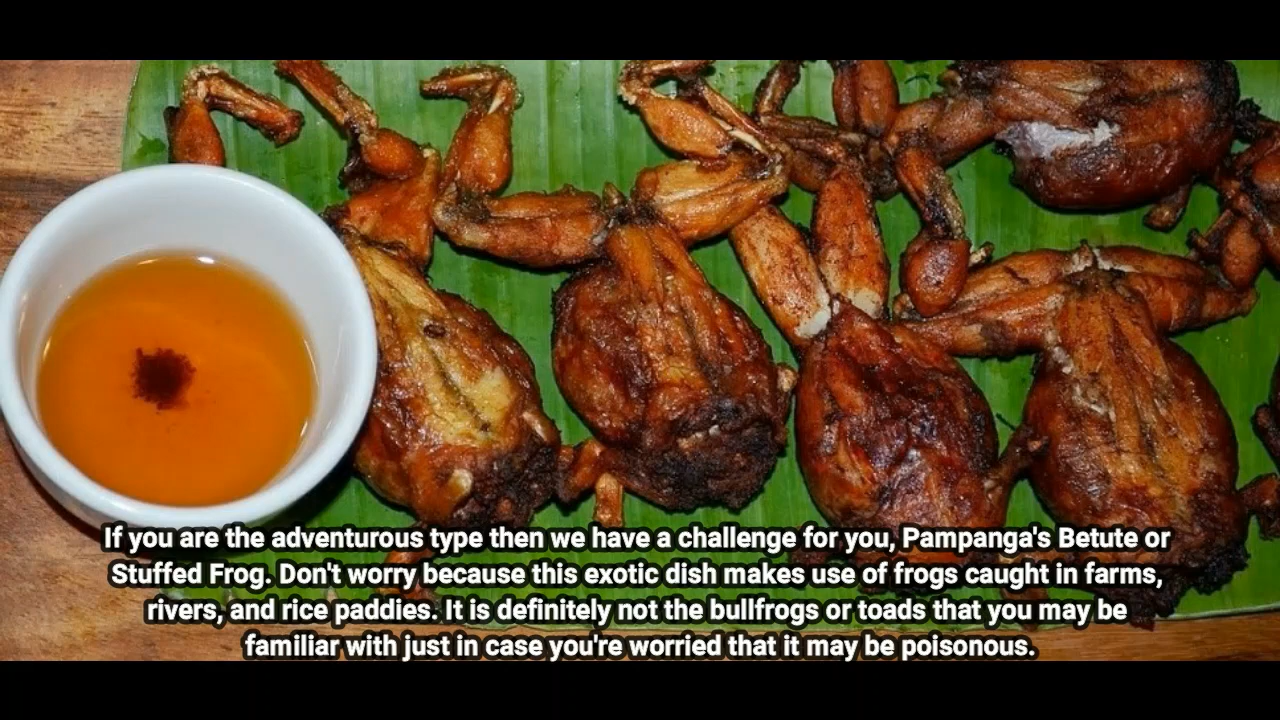 If you are the adventurous type then we have a challenge for you, Pampanga's Betute or
Stuffed Frog. Don't worry because this exotic dish makes use of frogs caught in farms,
rivers, and rice paddies. It is definitely not the bullfrogs or toads that you may be
familiar with just in case you're worried that it may be poisonous.